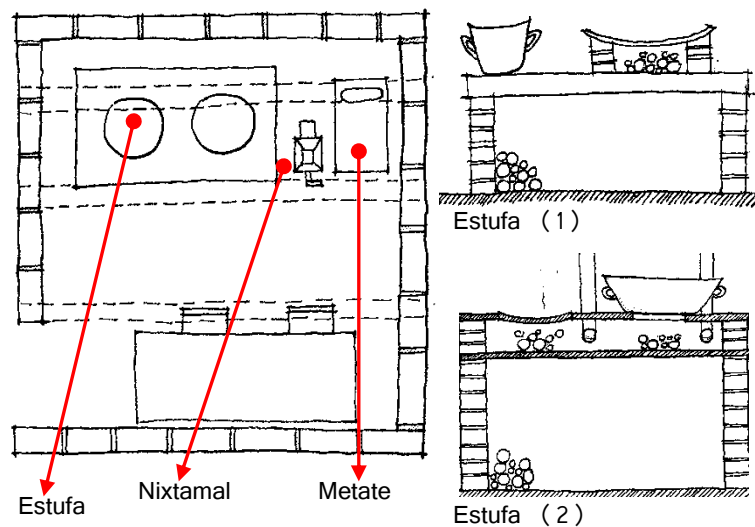 Estufa （1）
Estufa
Nixtamal
Metate
Estufa （2）